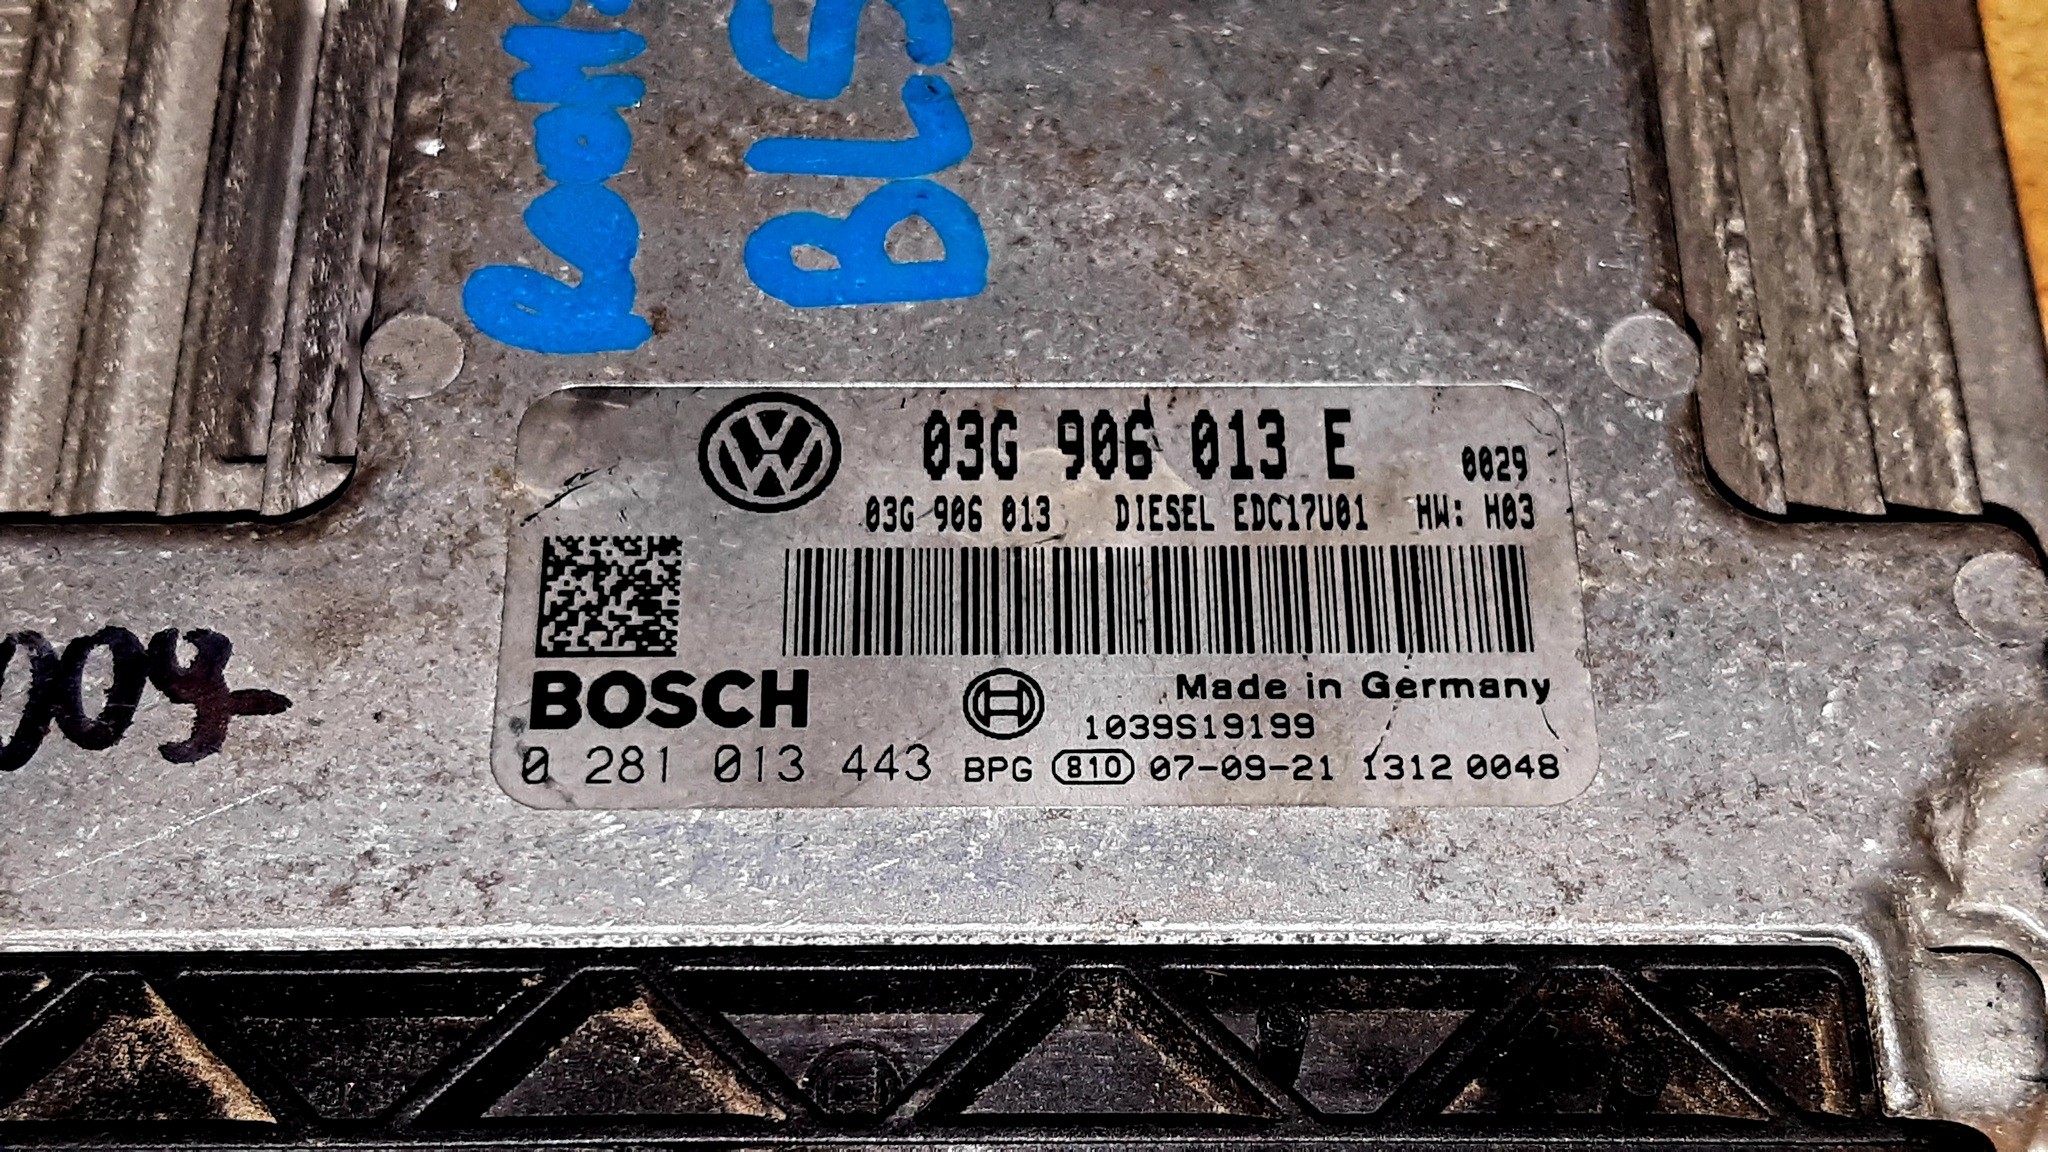 BLS
03G 906 013 E
0029
03G 906 013 DIESEL EDC17U01 HW: H03
BOSCH
Made in Germany
1039S19199
0 281 013 443 BPG 810 07-09-21 1312 0048